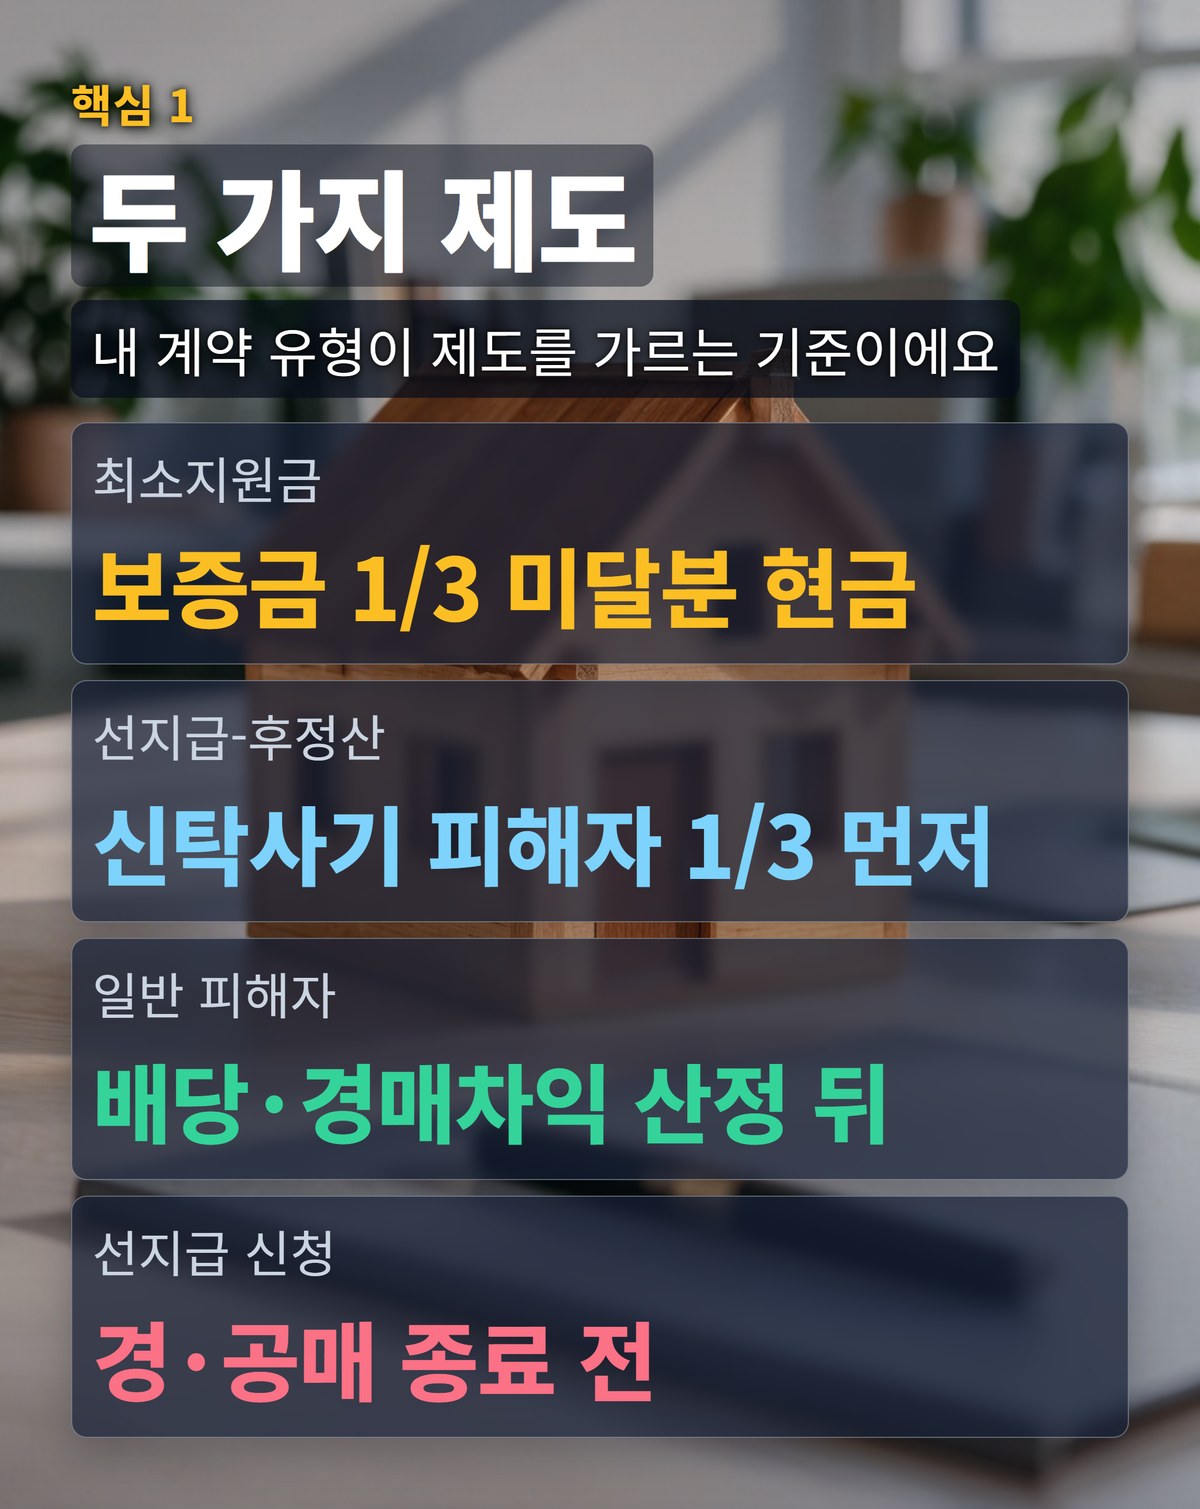 핵심 1
두 가지 제도
내 계약 유형이 제도를 가르는 기준이에요
최소지원금
보증금 1/3 미달분 현금
선지급-후정산
신탁사기 피해자 1/3 먼저
일반 피해자
배당·경매차익 산정 뒤
선지급 신청
경·공매 종료 전